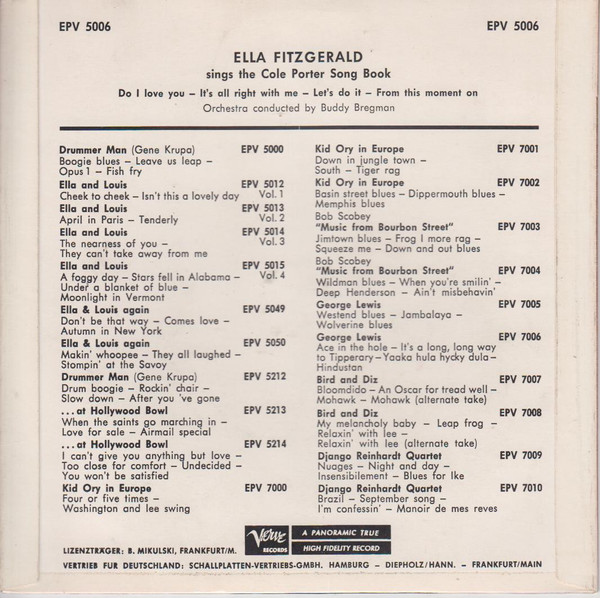 EPV 5006 EPV 5006
ELLA FITZGERALD
sings the Cole Porter Song Book
Do I love you – It's all right with me – Let's do it – From this moment on
Orchestra conducted by Buddy Bregman
Drummer Man (Gene Krupa) EPV 5000
Boogie blues – Leave us leap –
Opus 1 – Fish fry
Ella and Louis EPV 5012
Cheek to cheek – Isn't this a lovely day Vol. 1
Ella and Louis EPV 5013
April in Paris – Tenderly Vol. 2
Ella and Louis EPV 5014
The nearness of you – Vol. 3
They can't take away from me
Ella and Louis EPV 5015
A foggy day – Stars fell in Alabama – Vol. 4
Under a blanket of blue –
Moonlight in Vermont
Ella & Louis again EPV 5049
Don't be that way – Comes love –
Autumn in New York
Ella & Louis again EPV 5050
Makin' whoopee – They all laughed –
Stompin' at the Savoy
Drummer Man (Gene Krupa) EPV 5212
Drum boogie – Rockin' chair –
Slow down – After you 've gone
...at Hollywood Bowl EPV 5213
When the saints go marching in –
Love for sale – Airmail special
...at Hollywood Bowl EPV 5214
I can't give you anything but love –
Too close for comfort – Undecided –
You won't be satisfied
Kid Ory in Europe EPV 7000
Four or five times –
Washington and lee swing
Kid Ory in Europe EPV 7001
Down in jungle town –
South – Tiger rag
Kid Ory in Europe EPV 7002
Basin street blues – Dippermouth blues –
Memphis blues
Bob Scobey
"Music from Bourbon Street" EPV 7003
Jimtown blues – Frog I more rag –
Squeeze me – Down and out blues
Bob Scobey
"Music from Bourbon Street" EPV 7004
Wildman blues – When you're smilin' –
Deep Henderson – Ain't misbehavin'
George Lewis EPV 7005
Westend blues – Jambalaya –
Wolverine blues
George Lewis EPV 7006
Ace in the hole – It's a long, long way
to Tipperary – Yaaka hula hycky dula –
Hindustan
Bird and Diz EPV 7007
Bloomdido – An Oscar for tread well –
Mohawk – Mohawk (alternate take)
Bird and Diz EPV 7008
My melancholy baby – Leap frog –
Relaxin' with lee –
Relaxin' with lee (alternate take)
Django Reinhardt Quartet EPV 7009
Nuages – Night and day –
Insensibilement – Blues for Ike
Django Reinhardt Quartet EPV 7010
Brazil – September song –
I'm confessin' – Manoir de mes reves
Verve RECORDS
A PANORAMIC TRUE
HIGH FIDELITY RECORD
LIZENZTRÄGER: B. MIKULSKI, FRANKFURT/M.
VERTRIEB FÜR DEUTSCHLAND: SCHALLPLATTEN-VERTRIEBS-GMBH. HAMBURG – DIEPHOLZ/HANN. – FRANKFURT/MAIN